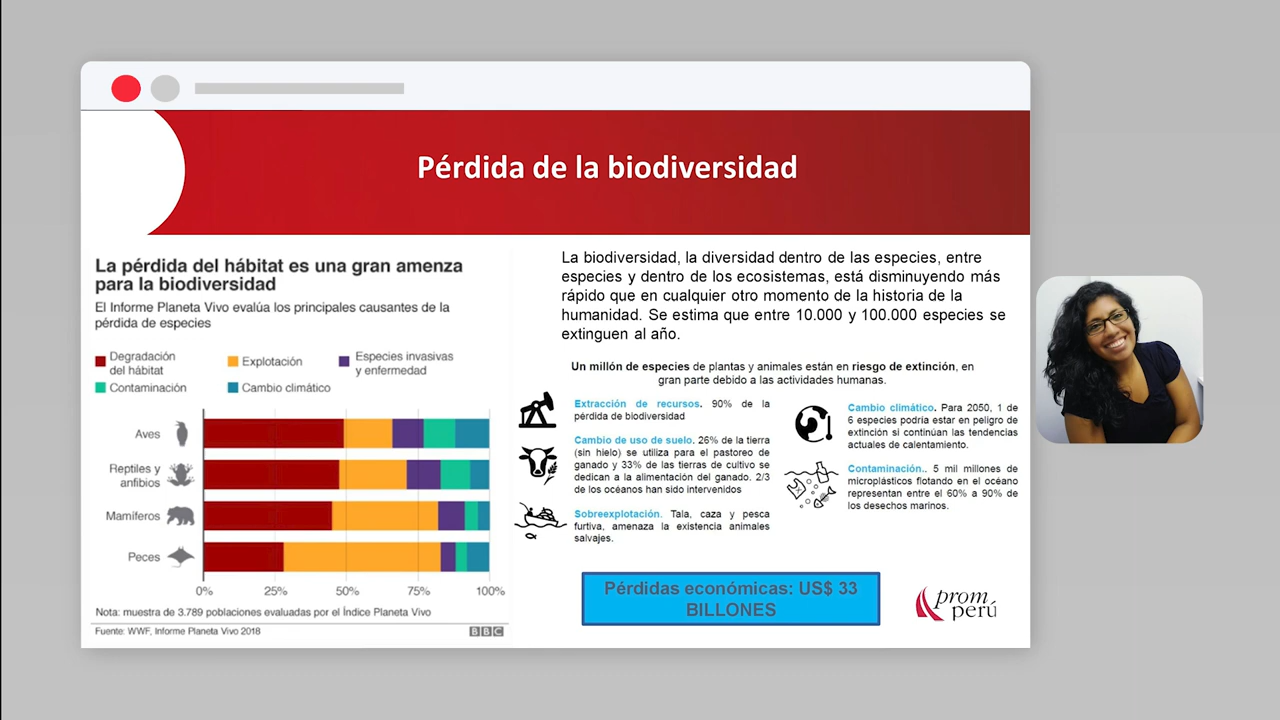 Pérdida de la biodiversidad
La pérdida del hábitat es una gran amenza
para la biodiversidad
El Informe Planeta Vivo evalúa los principales causantes de la
pérdida de especies
Degradación
del hábitat
Explotación
Especies invasivas
y enfermedad
Contaminación
Cambio climático
Aves
Reptiles y
anfibios
Mamíferos
Peces
0% 25% 50% 75% 100%
Nota: muestra de 3.789 poblaciones evaluadas por el Índice Planeta Vivo
Fuente: WWF, Informe Planeta Vivo 2018
BBC
La biodiversidad, la diversidad dentro de las especies, entre
especies y dentro de los ecosistemas, está disminuyendo más
rápido que en cualquier otro momento de la historia de la
humanidad. Se estima que entre 10.000 y 100.000 especies se
extinguen al año.
Un millón de especies de plantas y animales están en riesgo de extinción, en
gran parte debido a las actividades humanas.
Extracción de recursos. 90% de la
pérdida de biodiversidad
Cambio de uso de suelo. 26% de la tierra
(sin hielo) se utiliza para el pastoreo de
ganado y 33% de las tierras de cultivo se
dedican a la alimentación del ganado. 2/3
de los océanos han sido intervenidos
Sobreexplotación. Tala, caza y pesca
furtiva, amenaza la existencia animales
salvajes.
Cambio climático. Para 2050, 1 de
6 especies podría estar en peligro de
extinción si continúan las tendencias
actuales de calentamiento.
Contaminación.. 5 mil millones de
microplásticos flotando en el océano
representan entre el 60% a 90% de
los desechos marinos.
Pérdidas económicas: US$ 33
BILLONES
prom
perú